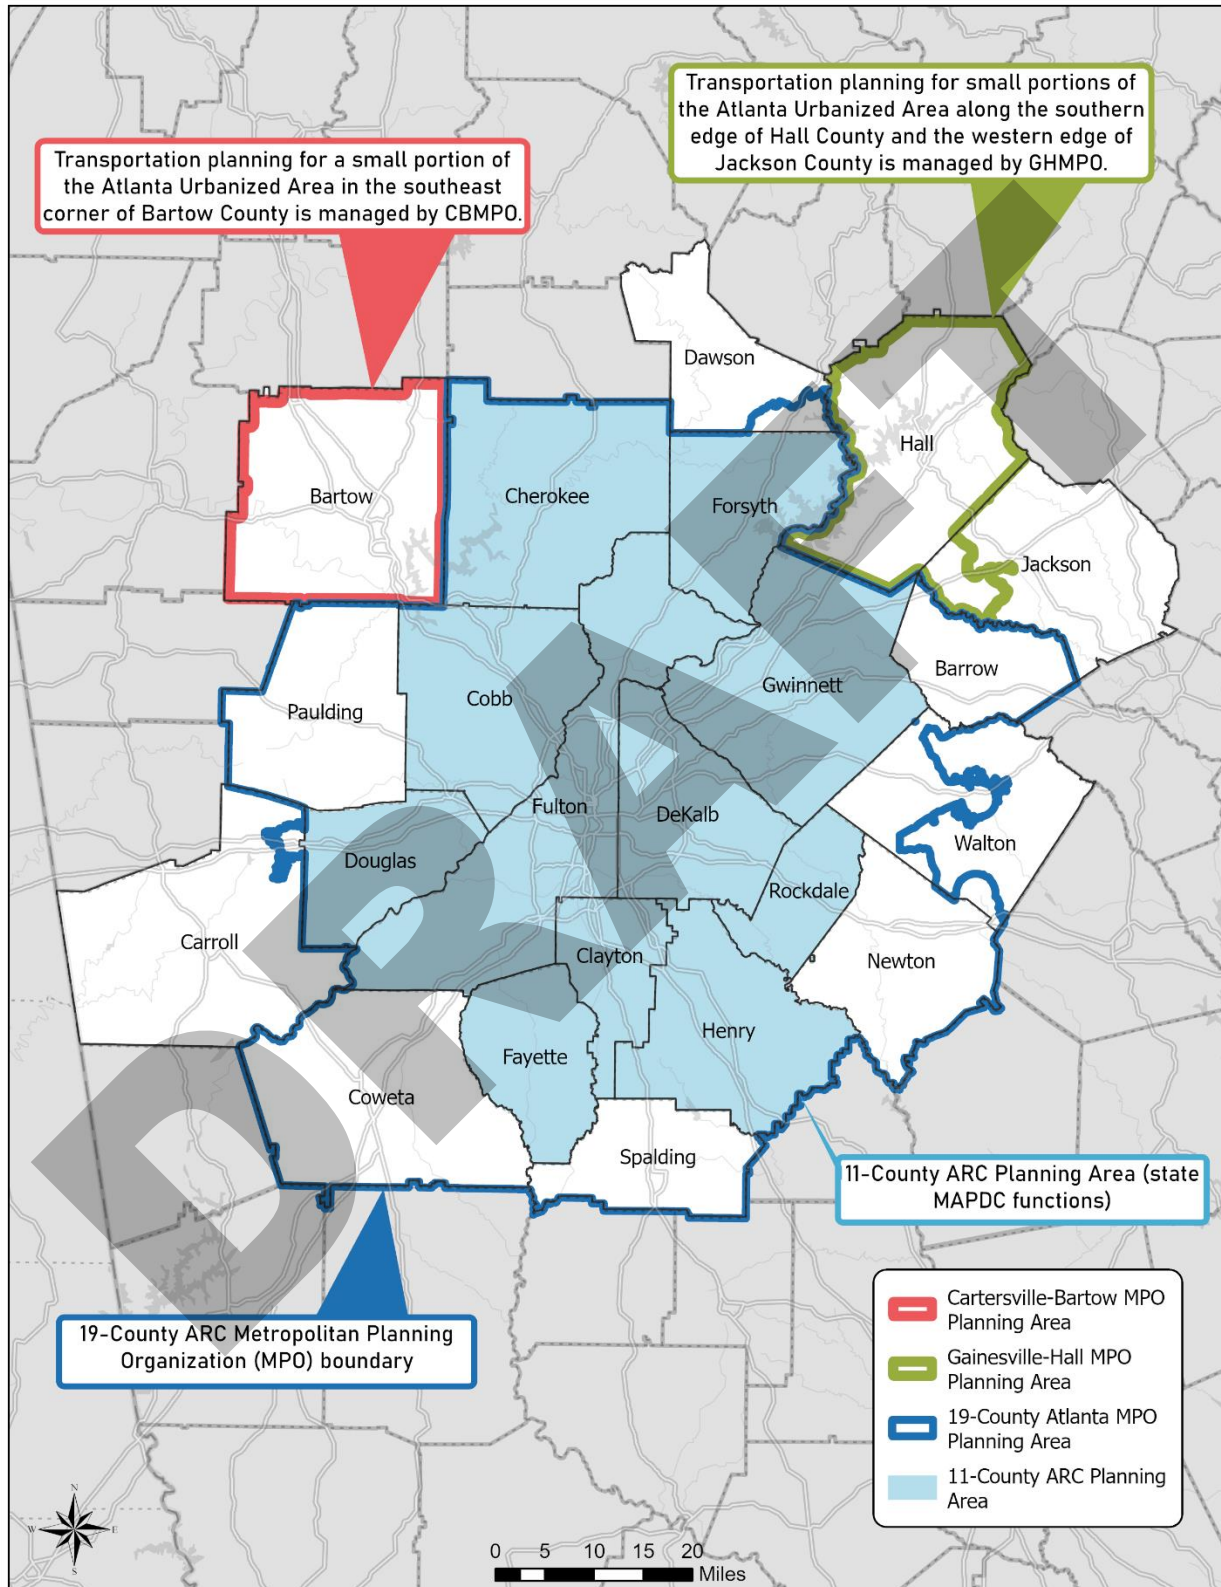 Transportation planning for small portions of
the Atlanta Urbanized Area along the southern
edge of Hall County and the western edge of
Jackson County is managed by GHMPO.
Transportation planning for a small portion of
the Atlanta Urbanized Area in the southeast
corner of Bartow County is managed by CBMPO.
Dawson
Hall
Bartow
Cherokee
Forsyth
Jackson
Barrow
Gwinnett
Cobb
Paulding
Fulton
DeKalb
Walton
Douglas
Rockdale
Carroll
Clayton
Newton
Henry
Fayette
Coweta
Spalding
DRAFT
11-County ARC Planning Area (state
MAPDC functions)
19-County ARC Metropolitan Planning
Organization (MPO) boundary
Cartersville-Bartow MPO
Planning Area
Gainesville-Hall MPO
Planning Area
19-County Atlanta MPO
Planning Area
11-County ARC Planning
Area
N
W E
S
0 5 10 15 20
Miles